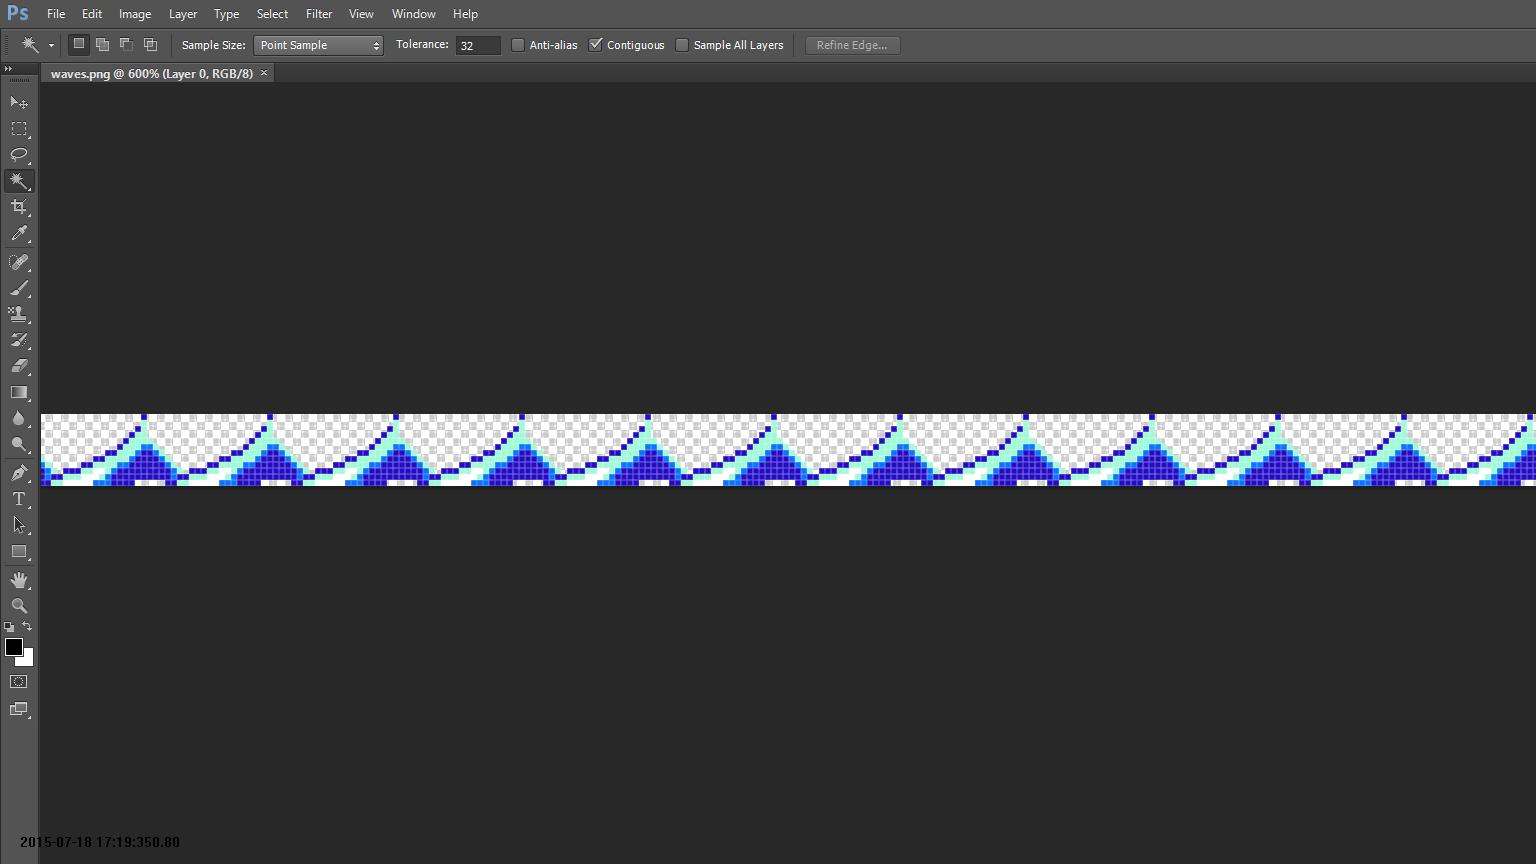 Ps File Edit Image Layer Type Select Filter View Window Help
Sample Size: Point Sample Tolerance: 32 Anti-alias Contiguous Sample All Layers Refine Edge...
waves.png @ 600% (Layer 0, RGB/8) ×
T
2015-07-18 17:19:350.80